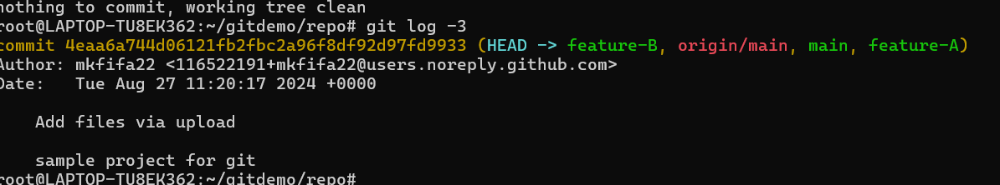 nothing to commit, working tree clean
root@LAPTOP-TU8EK362:~/gitdemo/repo# git log -3
commit 4eaa6a744d06121fb2fbc2a96f8df92d97fd9933 (HEAD -> feature-B, origin/main, main, feature-A)
Author: mkfifa22 <116522191+mkfifa22@users.noreply.github.com>
Date:   Tue Aug 27 11:20:17 2024 +0000
Add files via upload
sample project for git
root@LAPTOP-TU8EK362:~/gitdemo/repo#